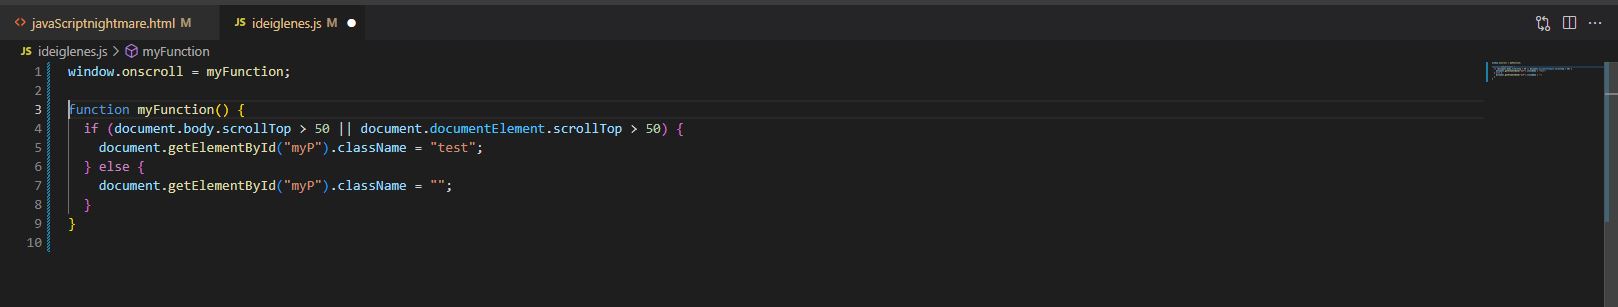 <> javaScriptnightmare.html M JS ideiglenes.js M ●
JS ideiglenes.js > myFunction
1 window.onscroll = myFunction;
2
3 function myFunction() {
4   if (document.body.scrollTop > 50 || document.documentElement.scrollTop > 50) {
5     document.getElementById("myP").className = "test";
6   } else {
7     document.getElementById("myP").className = "";
8   }
9 }
10